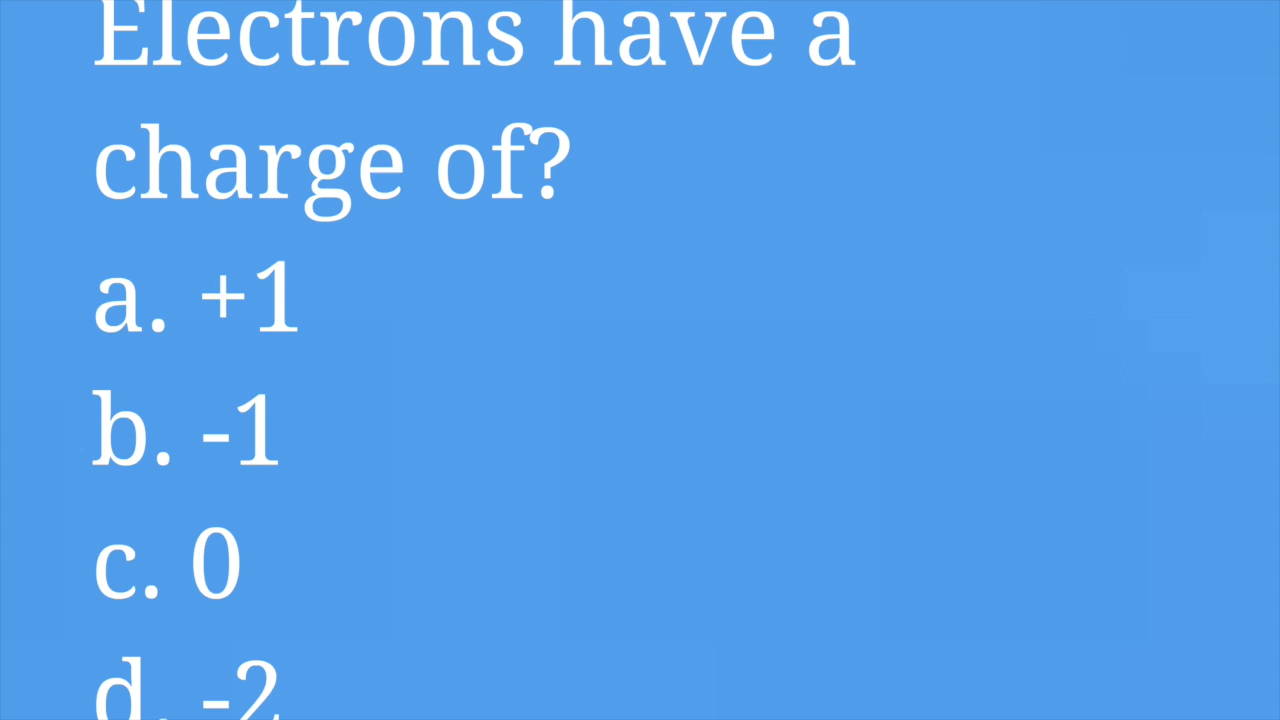 Electrons have a
charge of?
a. +1
b. -1
c. 0
d. -2